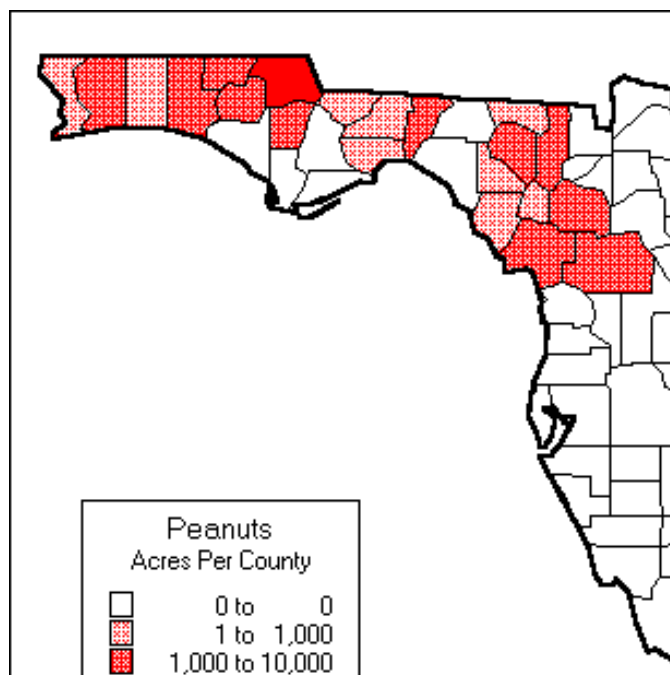 Peanuts
Acres Per County
0 to 0
1 to 1,000
1,000 to 10,000